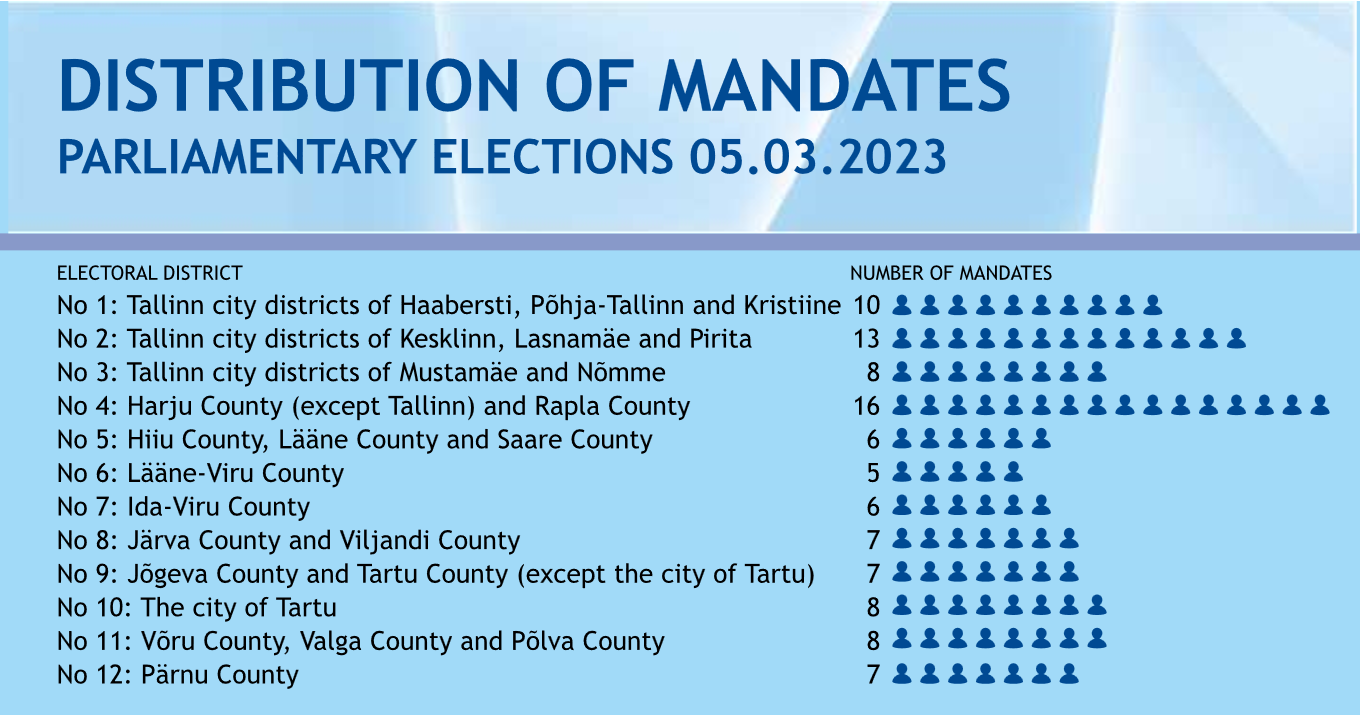 DISTRIBUTION OF MANDATES
PARLIAMENTARY ELECTIONS 05.03.2023
ELECTORAL DISTRICT NUMBER OF MANDATES
No 1: Tallinn city districts of Haabersti, Põhja-Tallinn and Kristiine 10
No 2: Tallinn city districts of Kesklinn, Lasnamäe and Pirita 13
No 3: Tallinn city districts of Mustamäe and Nõmme 8
No 4: Harju County (except Tallinn) and Rapla County 16
No 5: Hiiu County, Lääne County and Saare County 6
No 6: Lääne-Viru County 5
No 7: Ida-Viru County 6
No 8: Järva County and Viljandi County 7
No 9: Jõgeva County and Tartu County (except the city of Tartu) 7
No 10: The city of Tartu 8
No 11: Võru County, Valga County and Põlva County 8
No 12: Pärnu County 7